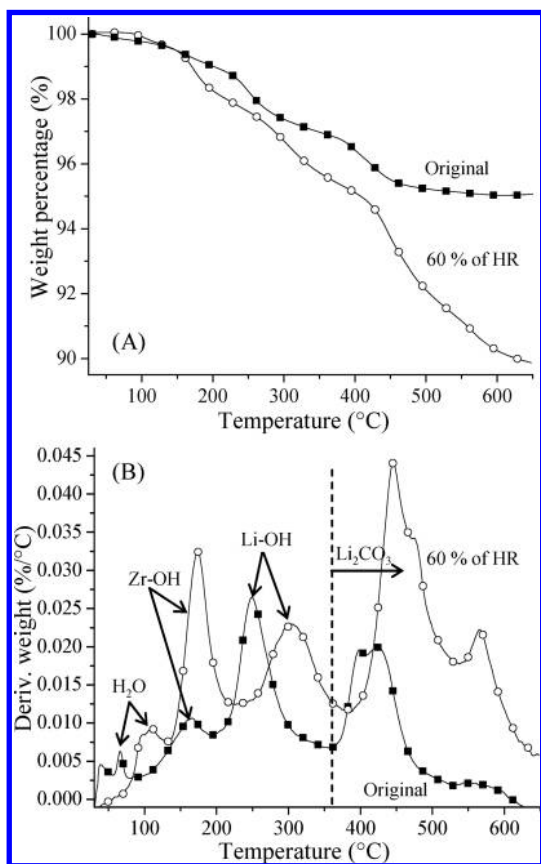 100
98
96
94
92
90
Weight percentage (%)
Original
60 % of HR
(A)
100 200 300 400 500 600
Temperature (°C)
0.045
0.040
0.035
0.030
0.025
0.020
0.015
0.010
0.005
0.000
Deriv. weight (%/°C)
(B)
Li-OH
Li₂CO₃
60 % of HR
Zr-OH
H₂O
Original
100 200 300 400 500 600
Temperature (°C)